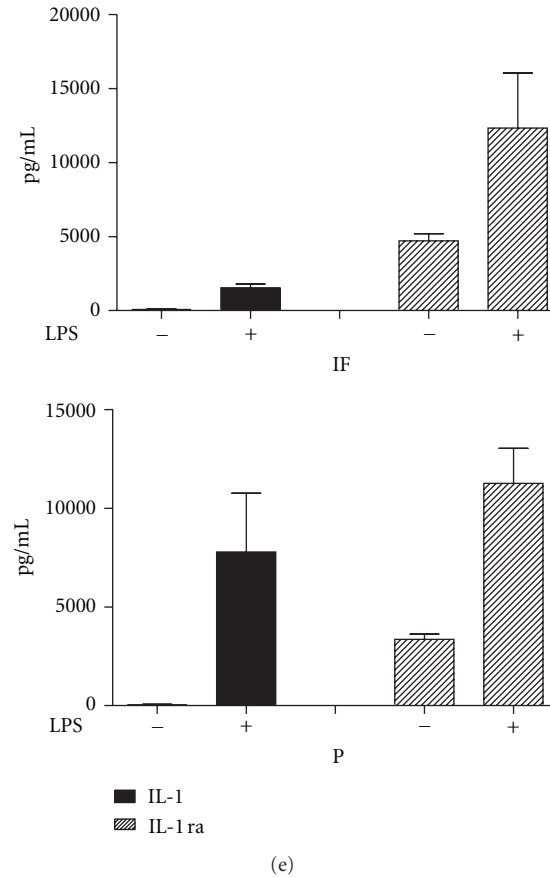 20000
15000
10000
5000
0
pg/mL
LPS − + − +
IF
15000
10000
5000
0
pg/mL
LPS − + − +
P
IL-1
IL-1 ra
(e)